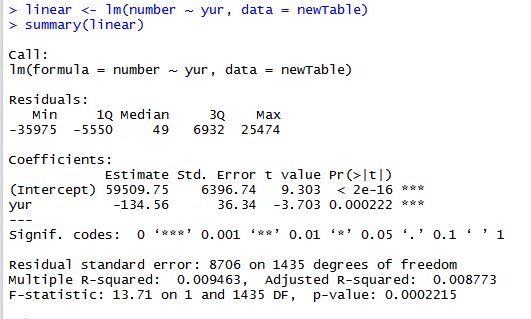 > linear <- lm(number ~ yur, data = newTable)
> summary(linear)
Call:
lm(formula = number ~ yur, data = newTable)
Residuals:
Min 1Q Median 3Q Max
-35975 -5550 49 6932 25474
Coefficients:
Estimate Std. Error t value Pr(>|t|)
(Intercept) 59509.75 6396.74 9.303 < 2e-16 ***
yur -134.56 36.34 -3.703 0.000222 ***
---
Signif. codes: 0 ‘***’ 0.001 ‘**’ 0.01 ‘*’ 0.05 ‘.’ 0.1 ‘ ’ 1
Residual standard error: 8706 on 1435 degrees of freedom
Multiple R-squared: 0.009463, Adjusted R-squared: 0.008773
F-statistic: 13.71 on 1 and 1435 DF, p-value: 0.0002215